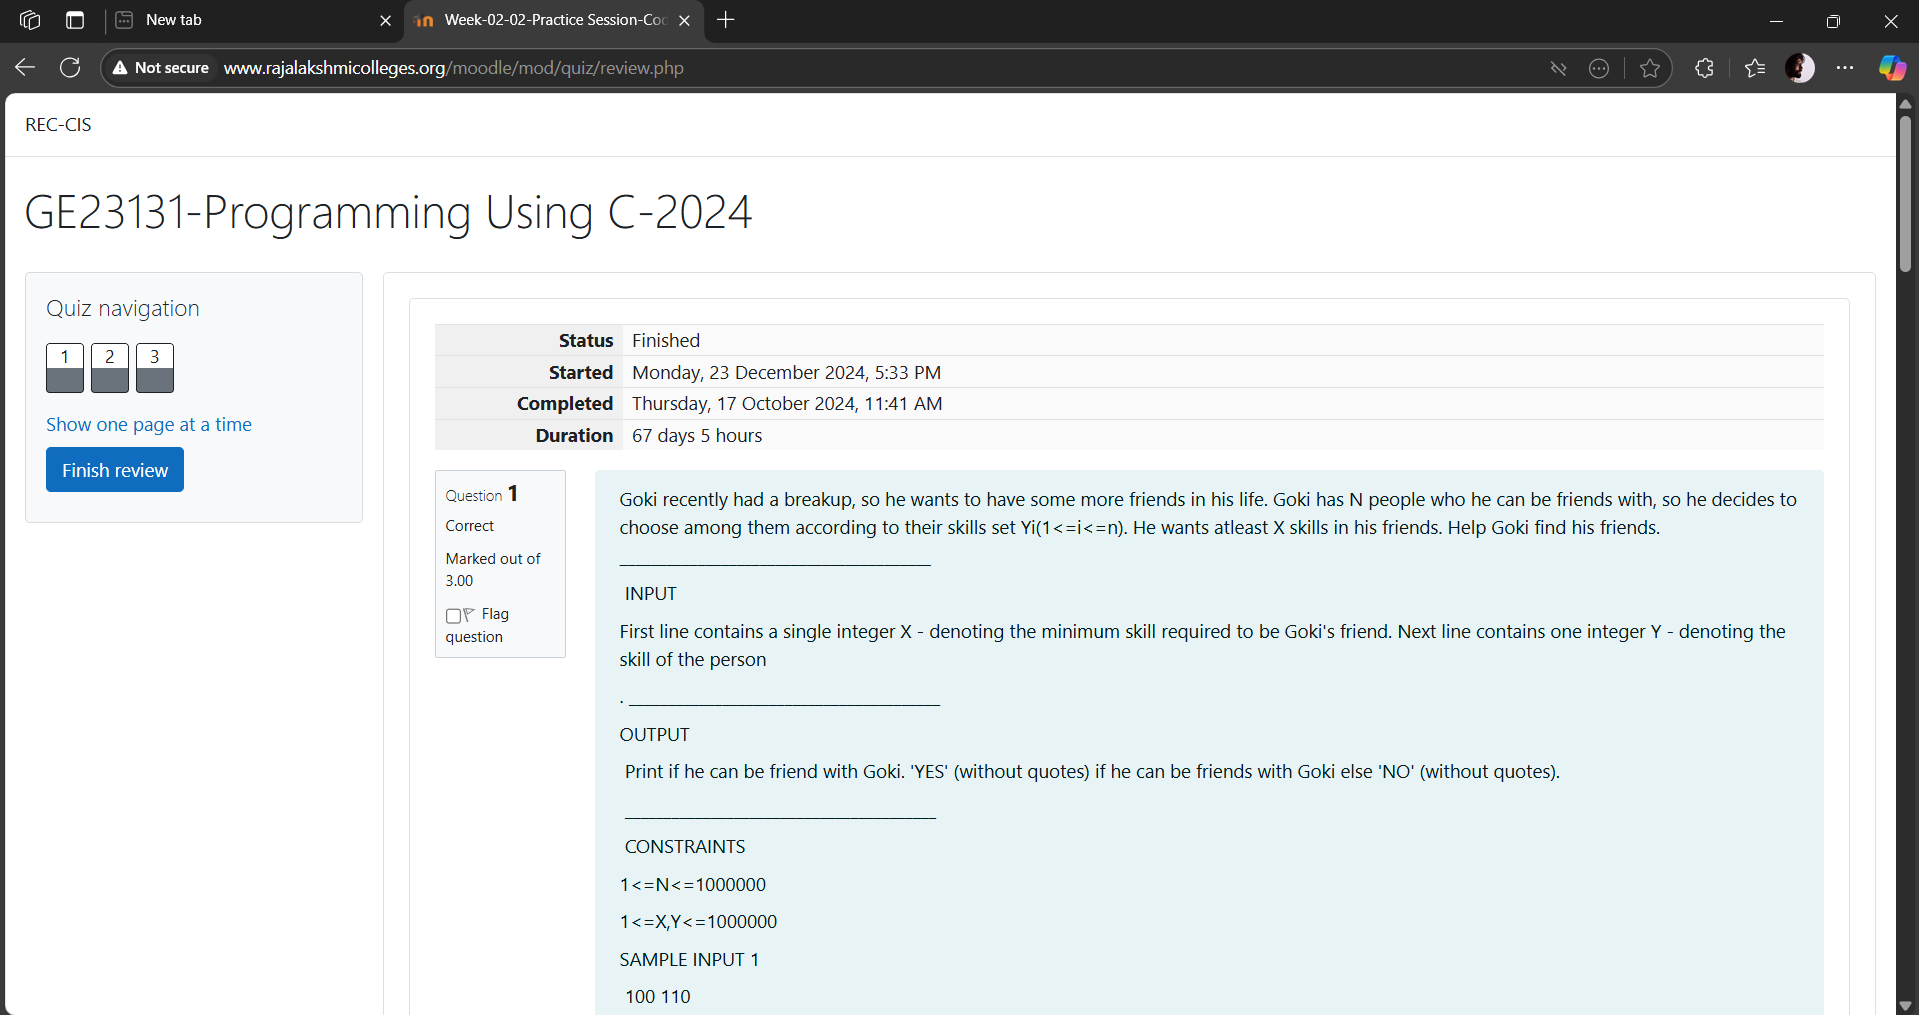 New tab
Week-02-02-Practice Session-Cod
Not secure www.rajalakshmicolleges.org/moodle/mod/quiz/review.php
REC-CIS
GE23131-Programming Using C-2024
Quiz navigation
1 2 3
Show one page at a time
Finish review
Status Finished
Started Monday, 23 December 2024, 5:33 PM
Completed Thursday, 17 October 2024, 11:41 AM
Duration 67 days 5 hours
Question 1
Correct
Marked out of
3.00
Flag
question
Goki recently had a breakup, so he wants to have some more friends in his life. Goki has N people who he can be friends with, so he decides to
choose among them according to their skills set Yi(1<=i<=n). He wants atleast X skills in his friends. Help Goki find his friends.
________________________________
INPUT
First line contains a single integer X - denoting the minimum skill required to be Goki's friend. Next line contains one integer Y - denoting the
skill of the person
. ________________________________
OUTPUT
Print if he can be friend with Goki. 'YES' (without quotes) if he can be friends with Goki else 'NO' (without quotes).
________________________________
CONSTRAINTS
1<=N<=1000000
1<=X,Y<=1000000
SAMPLE INPUT 1
100 110